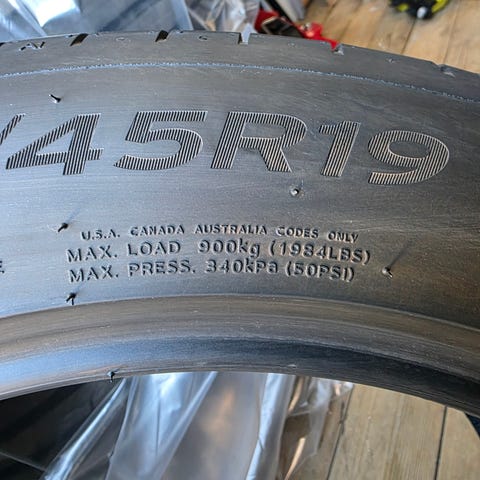 /45R19
U.S.A. CANADA AUSTRALIA CODES ONLY
MAX. LOAD 900kg (1984LBS)
MAX. PRESS. 340kPa (50PSI)